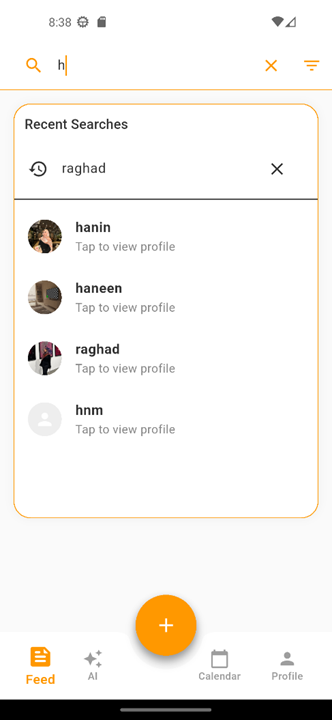 8:38
h
Recent Searches
raghad
hanin
Tap to view profile
haneen
Tap to view profile
raghad
Tap to view profile
hnm
Tap to view profile
Feed
AI
Calendar
Profile